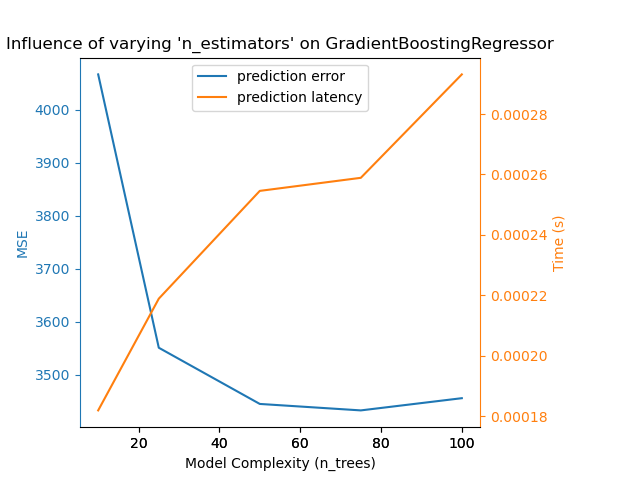 Influence of varying 'n_estimators' on GradientBoostingRegressor
prediction error
prediction latency
4000
3900
3800
3700
3600
3500
MSE
0.00028
0.00026
0.00024
0.00022
0.00020
0.00018
Time (s)
20 40 60 80 100
Model Complexity (n_trees)